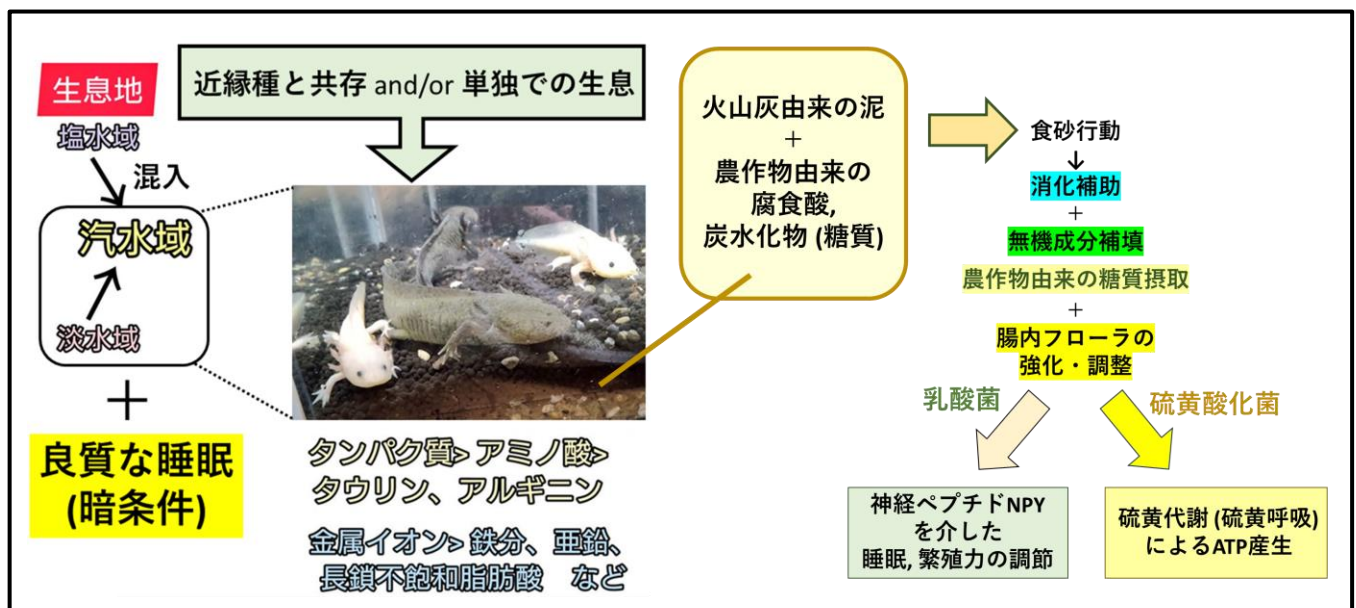 生息地
塩水域
混入
汽水域
淡水域
+
良質な睡眠
(暗条件)
近縁種と共存 and/or 単独での生息
タンパク質> アミノ酸>
タウリン、アルギニン
金属イオン> 鉄分、亜鉛、
長鎖不飽和脂肪酸 など
火山灰由来の泥
+
農作物由来の
腐食酸,
炭水化物 (糖質)
食砂行動
消化補助
+
無機成分補填
農作物由来の糖質摂取
+
腸内フローラの
強化・調整
乳酸菌
硫黄酸化菌
神経ペプチドNPY
を介した
睡眠, 繁殖力の調節
硫黄代謝 (硫黄呼吸)
によるATP産生